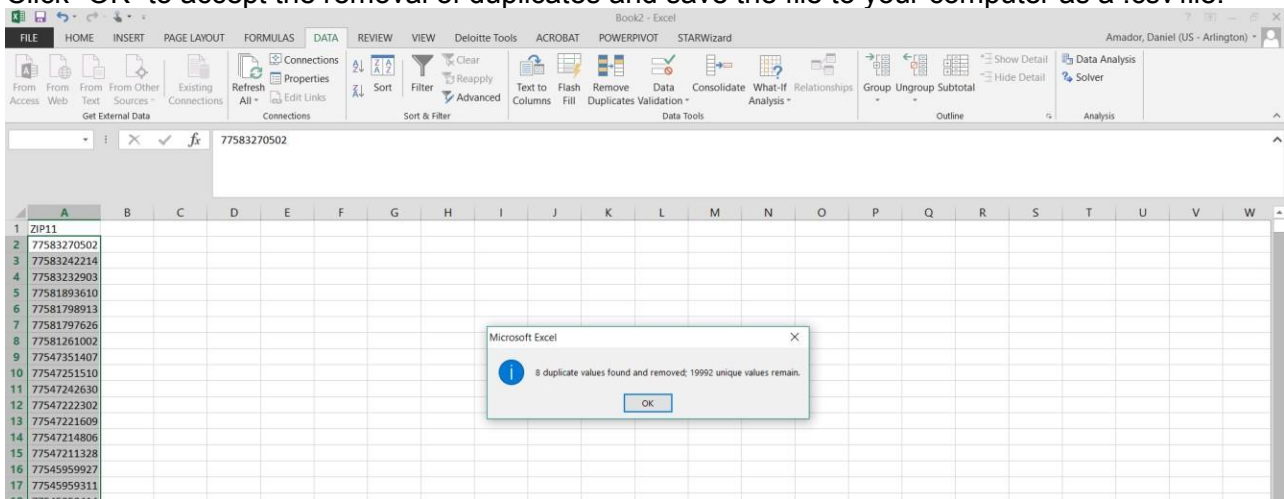 Click "OK" to accept the removal of duplicates and save the file to your computer as a .csv file.
Book2 - Excel
FILE HOME INSERT PAGE LAYOUT FORMULAS DATA REVIEW VIEW Deloitte Tools ACROBAT POWERPIVOT STARWizard Amador, Daniel (US - Arlington)
From Access From Web From Text From Other Sources Existing Connections
Get External Data
Refresh All Connections Properties Edit Links
Connections
Sort Filter Clear Reapply Advanced
Sort & Filter
Text to Columns Flash Fill Remove Duplicates Data Validation Consolidate What-If Analysis Relationships
Data Tools
Group Ungroup Subtotal Show Detail Hide Detail
Outline
Data Analysis Solver
Analysis
fx 77583270502
A B C D E F G H I J K L M N O P Q R S T U V W
1 ZIP11
2 77583270502
3 77583242214
4 77583232903
5 77581893610
6 77581798913
7 77581797626
8 77581261002
9 77547351407
10 77547251510
11 77547242630
12 77547222302
13 77547221609
14 77547214806
15 77547211328
16 77545959927
17 77545959311
Microsoft Excel
8 duplicate values found and removed; 19992 unique values remain.
OK